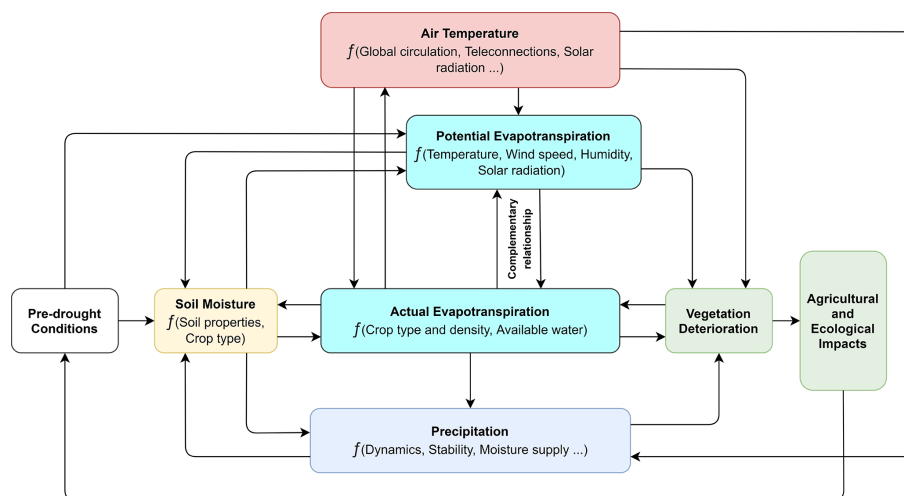 Air Temperature
f(Global circulation, Teleconnections, Solar
radiation ...)
Potential Evapotranspiration
f(Temperature, Wind speed, Humidity,
Solar radiation)
Complementary
relationship
Pre-drought
Conditions
Soil Moisture
f(Soil properties,
Crop type)
Actual Evapotranspiration
f(Crop type and density, Available water)
Vegetation
Deterioration
Agricultural
and
Ecological
Impacts
Precipitation
f(Dynamics, Stability, Moisture supply ...)